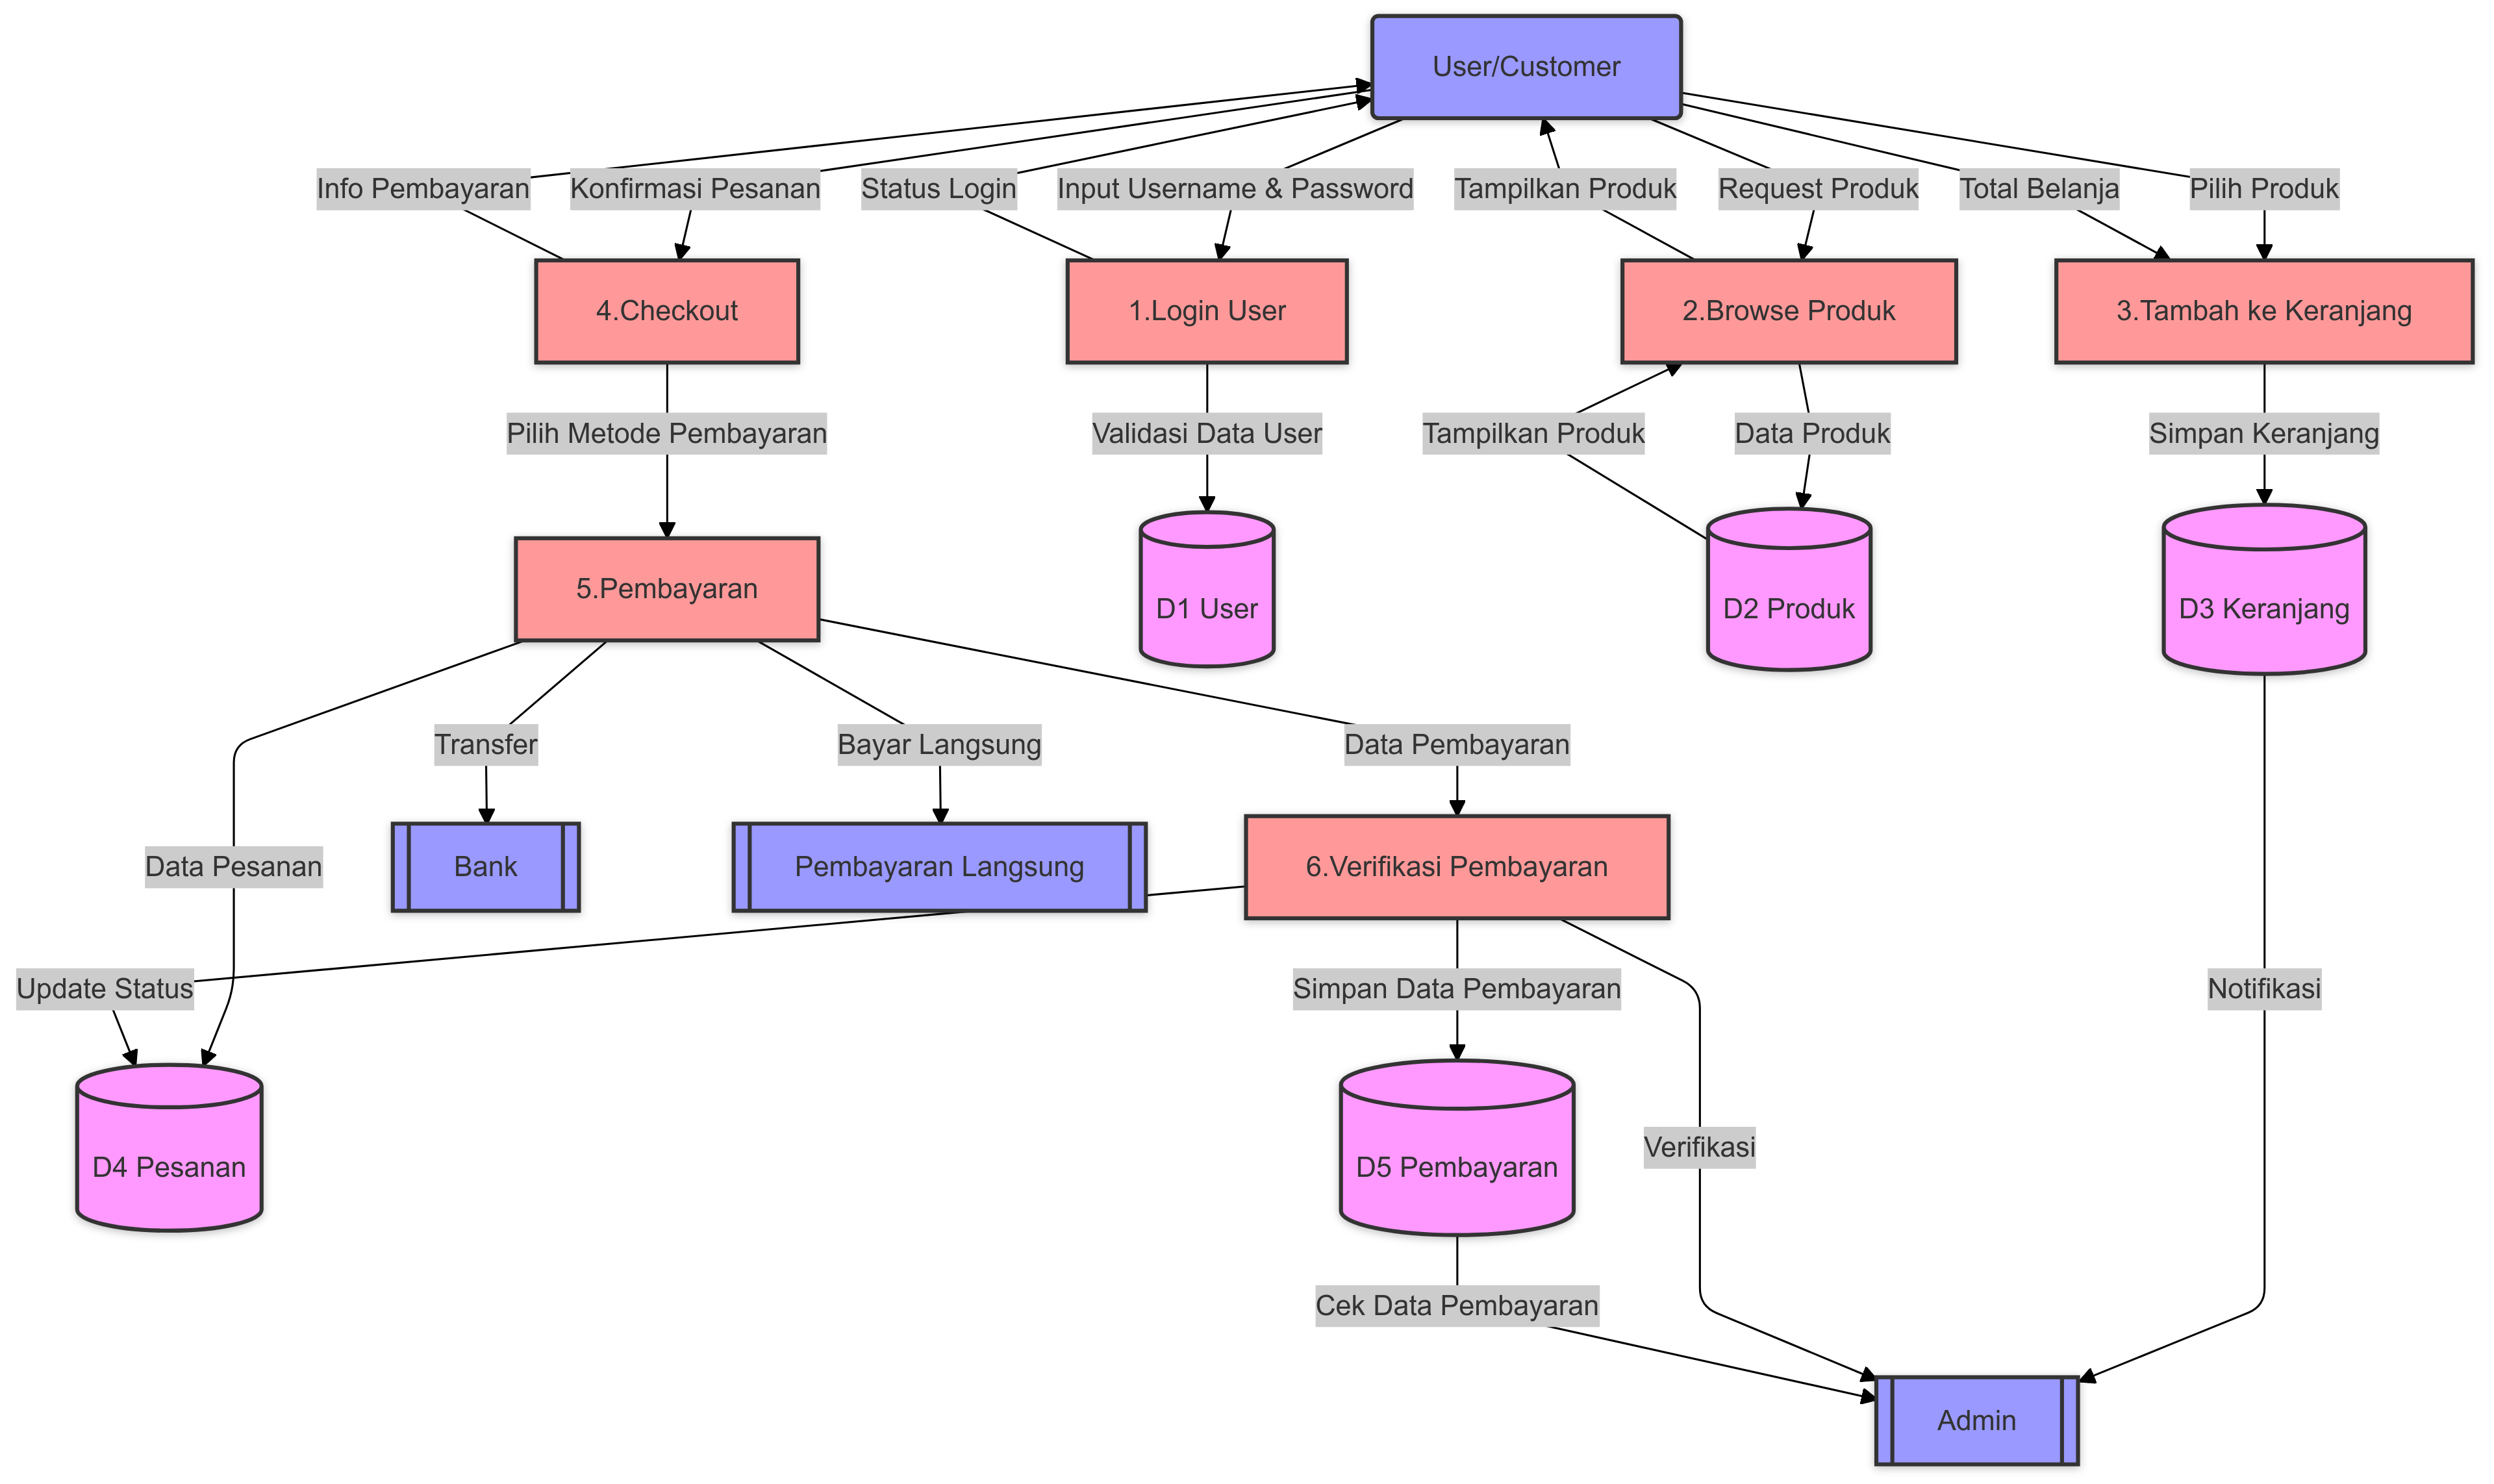 User/Customer
Info Pembayaran
Konfirmasi Pesanan
Status Login
Input Username & Password
Tampilkan Produk
Request Produk
Total Belanja
Pilih Produk
4.Checkout
1.Login User
2.Browse Produk
3.Tambah ke Keranjang
Pilih Metode Pembayaran
Validasi Data User
Tampilkan Produk
Data Produk
Simpan Keranjang
5.Pembayaran
D1 User
D2 Produk
D3 Keranjang
Transfer
Bayar Langsung
Data Pembayaran
Data Pesanan
Bank
Pembayaran Langsung
6.Verifikasi Pembayaran
Update Status
Simpan Data Pembayaran
Notifikasi
D4 Pesanan
D5 Pembayaran
Verifikasi
Cek Data Pembayaran
Admin